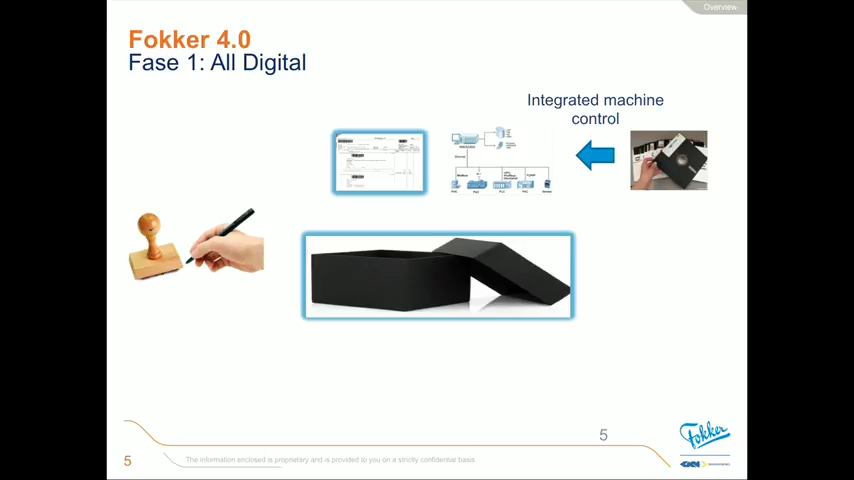 Overview
Fokker 4.0
Fase 1: All Digital
Integrated machine
control
5
5
The information enclosed is proprietary and is provided to you on a strictly confidential basis
Fokker
GKN